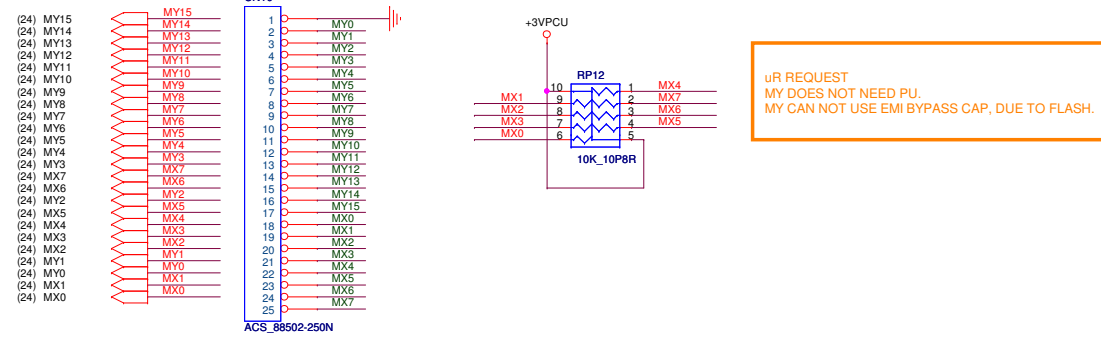 (24) MY15 MY15
(24) MY14 MY14
(24) MY13 MY13
(24) MY12 MY12
(24) MY11 MY11
(24) MY10 MY10
(24) MY9 MY9
(24) MY8 MY8
(24) MY7 MY7
(24) MY6 MY6
(24) MY5 MY5
(24) MY4 MY4
(24) MY3 MY3
(24) MX7 MX7
(24) MX6 MX6
(24) MY2 MY2
(24) MX5 MX5
(24) MX4 MX4
(24) MX3 MX3
(24) MX2 MX2
(24) MY1 MY1
(24) MY0 MY0
(24) MX1 MX1
(24) MX0 MX0
1
2 MY0
3 MY1
4 MY2
5 MY3
6 MY4
7 MY5
8 MY6
9 MY7
10 MY8
11 MY9
12 MY10
13 MY11
14 MY12
15 MY13
16 MY14
17 MY15
18 MX0
19 MX1
20 MX2
21 MX3
22 MX4
23 MX5
24 MX6
25 MX7
ACS_88502-250N
+3VPCU
RP12
10 1 MX4
MX1 9 2 MX7
MX2 8 3 MX6
MX3 7 4 MX5
MX0 6 5
10K_10P8R
uR REQUEST
MY DOES NOT NEED PU.
MY CAN NOT USE EMI BYPASS CAP, DUE TO FLASH.